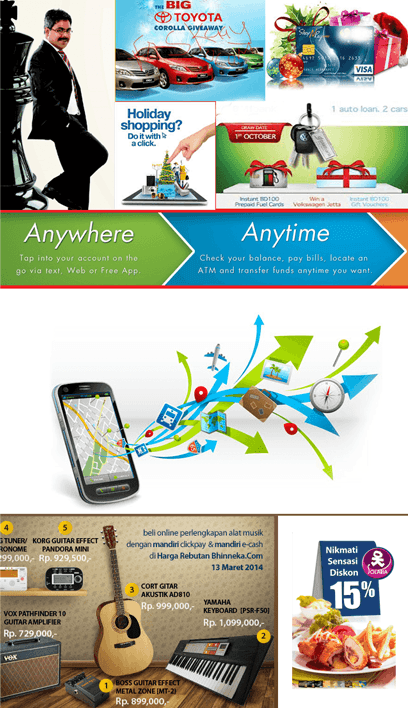 THE BIG
TOYOTA
COROLLA GIVEAWAY
VISA
Holiday
shopping?
Do it with
a click.
1 auto loan, 2 cars
DRAW DATE
1ST OCTOBER
Instant BD100
Prepaid Fuel Cards
Win a
Volkswagen Jetta
Instant BD100
Gift Vouchers
Anywhere
Tap into your account on the
go via text, Web or Free App.
Anytime
Check your balance, pay bills, locate an
ATM and transfer funds anytime you want.
4
5
TUNER/
KORG GUITAR EFFECT
PANDORA MINI
Rp. 929,500,-
beli online perlengkapan alat musik
dengan mandiri clickpay & mandiri e-cash
di Harga Rebutan Bhinneka.Com
13 Maret 2014
3
CORT GITAR
AKUSTIK AD810
Rp. 999,000,-
VOX PATHFINDER 10
GUITAR AMPLIFIER
Rp. 729,000,-
YAMAHA
KEYBOARD [PSR-F50]
Rp. 1,099,000,-
2
VOX
1
BOSS GUITAR EFFECT
METAL ZONE [MT-2]
Rp. 899,000,-
Nikmati
Sensasi
Diskon
15%